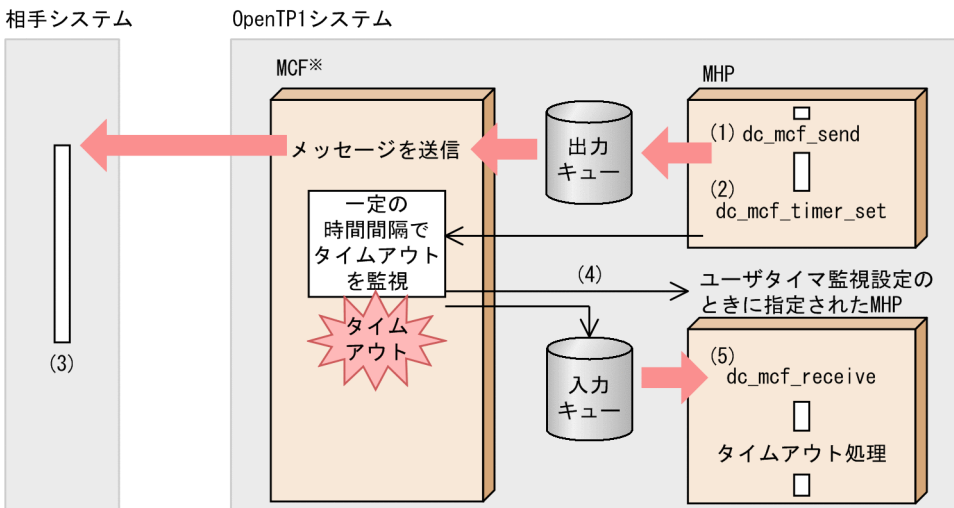 相手システム
OpenTP1システム
MCF※
MHP
(1) dc_mcf_send
メッセージを送信
出力
キュー
(2)
dc_mcf_timer_set
一定の
時間間隔で
タイムアウト
を監視
(4)
ユーザタイマ監視設定の
ときに指定されたMHP
タイム
アウト
(3)
入力
キュー
(5)
dc_mcf_receive
タイムアウト処理